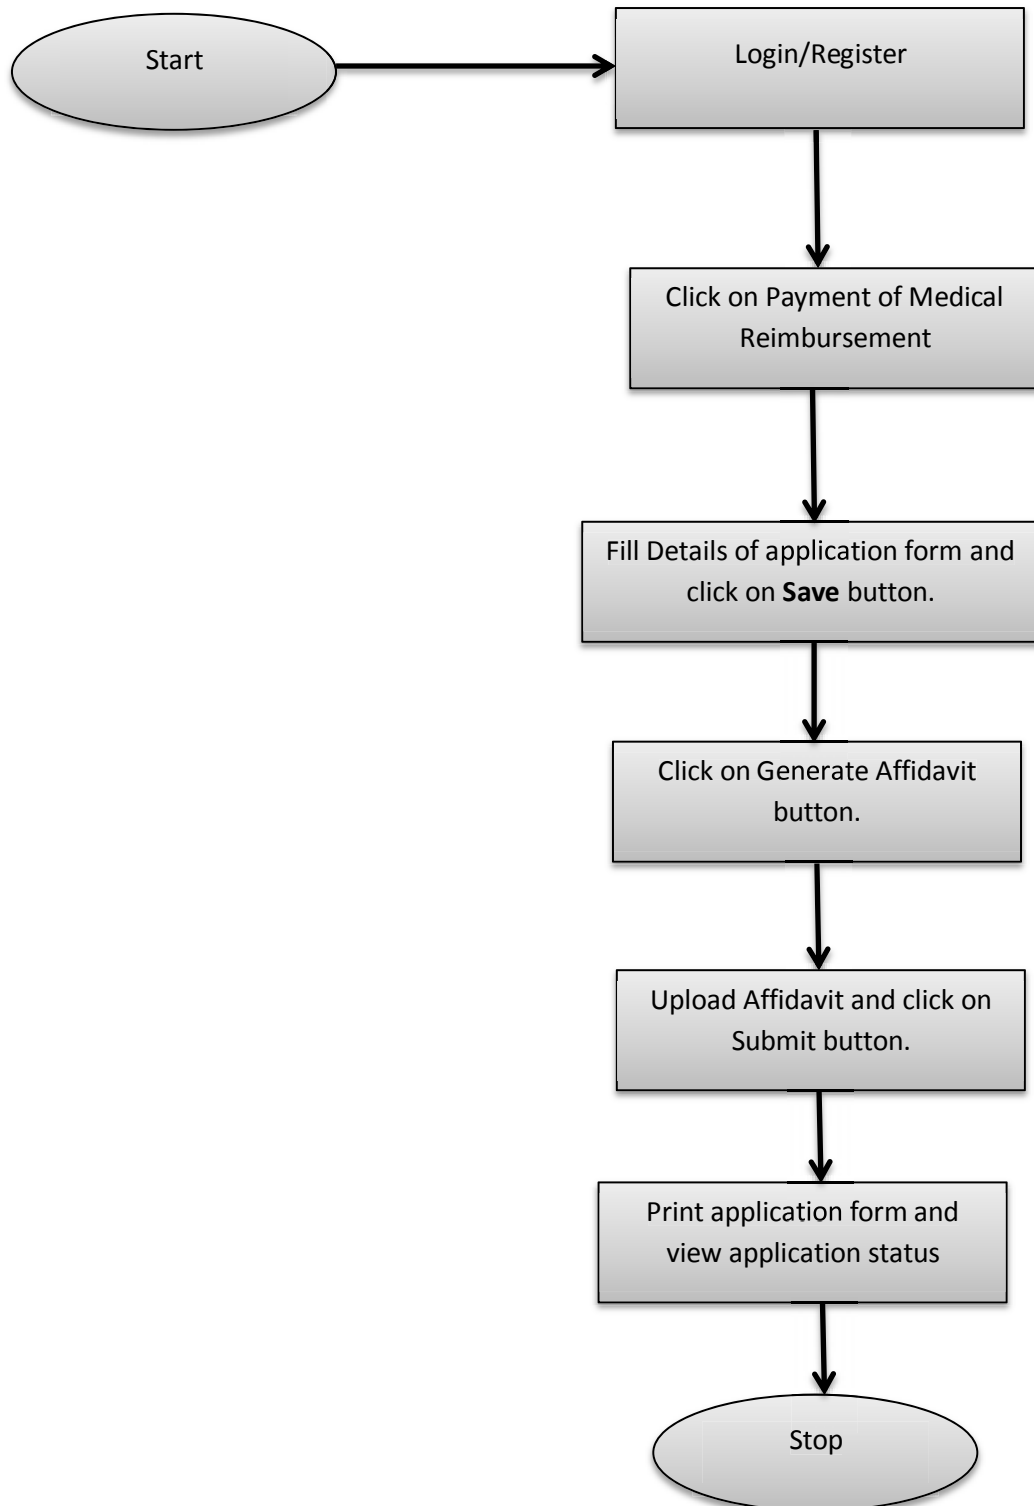 Start
Login/Register
Click on Payment of Medical
Reimbursement
Fill Details of application form and
click on Save button.
Click on Generate Affidavit
button.
Upload Affidavit and click on
Submit button.
Print application form and
view application status
Stop